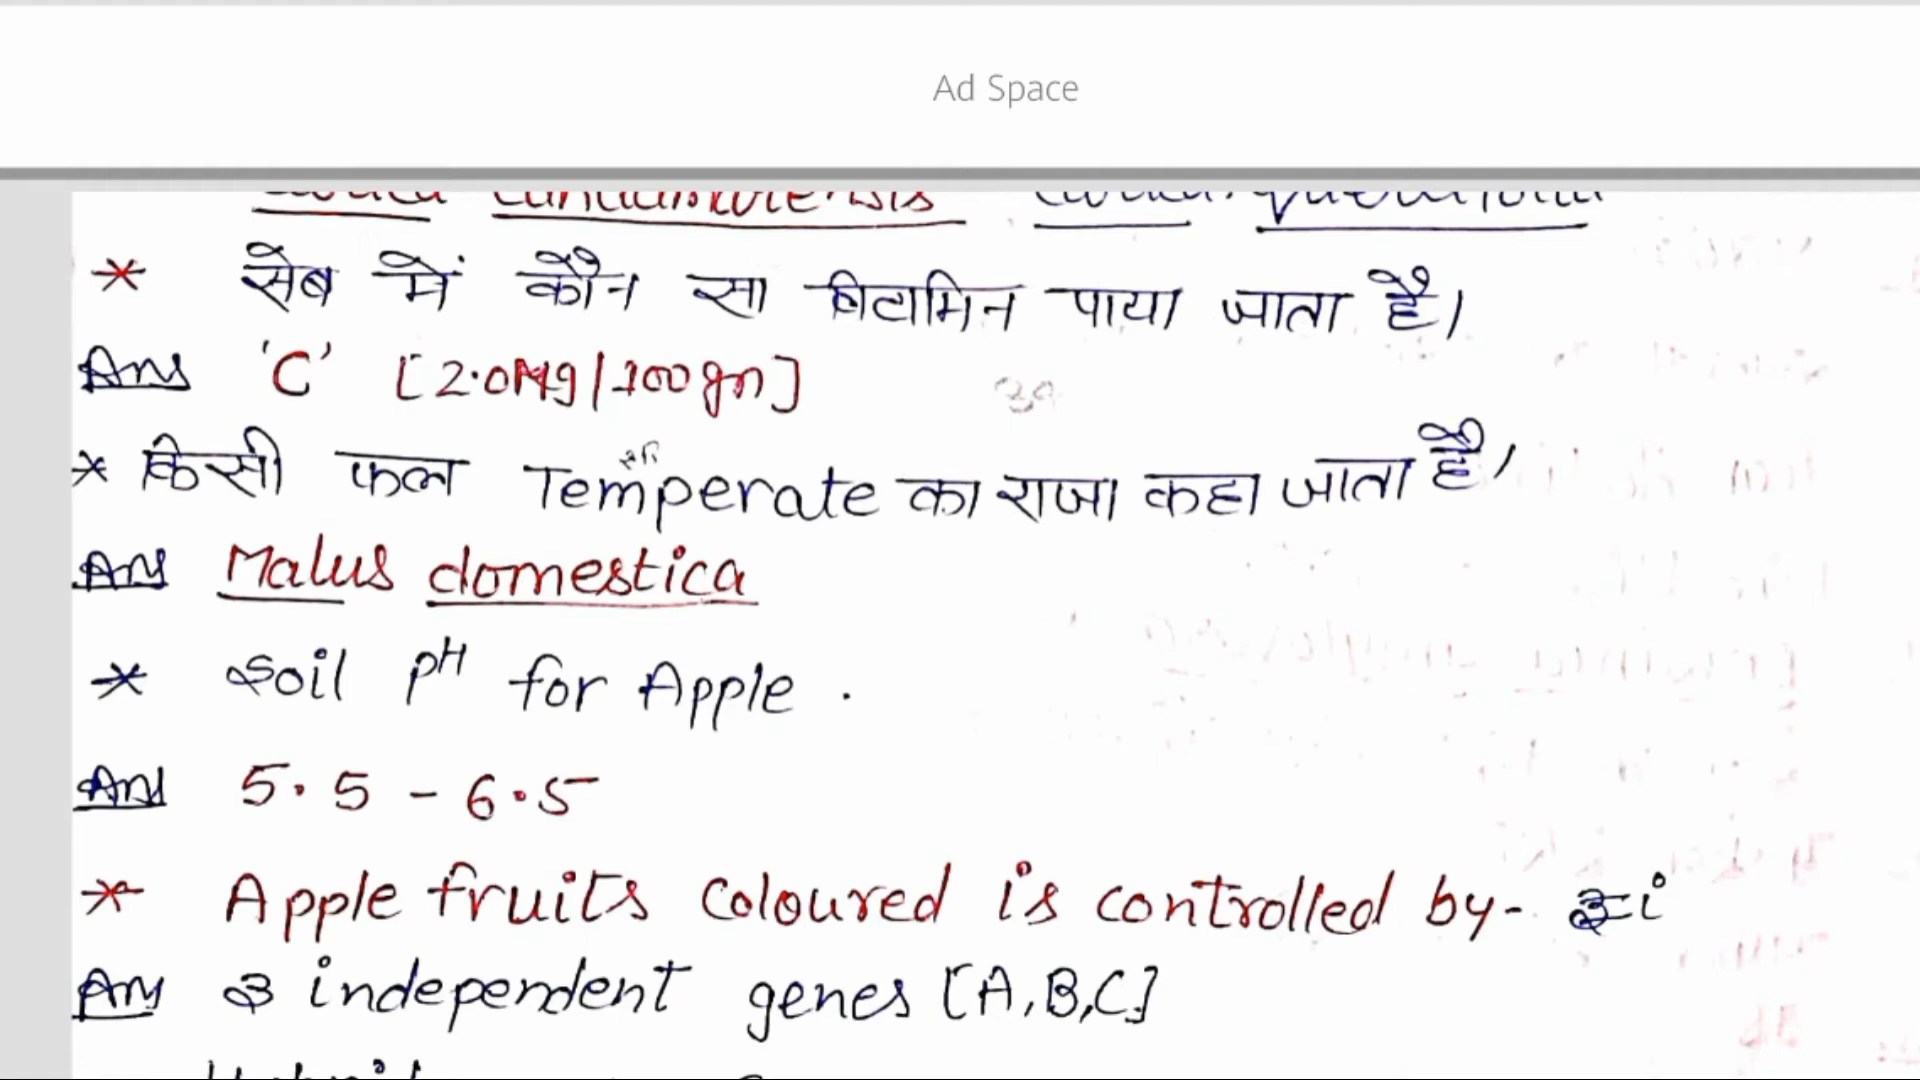 Ad Space
* सेब में कौन सा बिटामिन पाया जाता है।
Ans 'C' [2.0Mg/100gm]
* किसी फल Temperate का राजा कहा जाता है।
Ans Malus domestica
* Soil pH for Apple .
Ans 5.5 - 6.5
* Apple fruits coloured is controlled by-
Ans 3 independent genes [A,B,C]